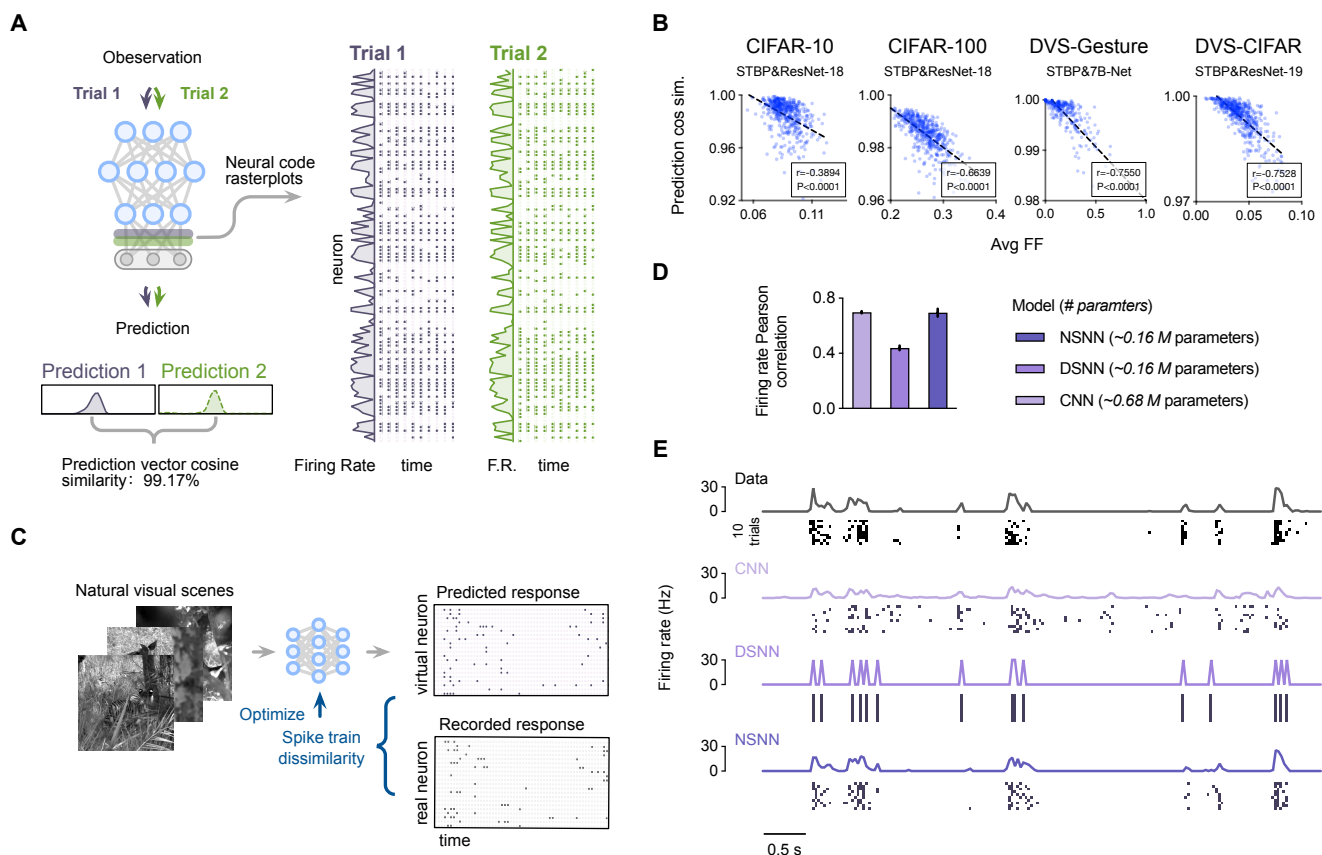 A
Obeservation
Trial 1
Trial 2
Neural code
rasterplots
Prediction
Prediction 1
Prediction 2
Prediction vector cosine
similarity: 99.17%
Trial 1
Trial 2
neuron
Firing Rate
time
F.R.
time
B
CIFAR-10
STBP&ResNet-18
CIFAR-100
STBP&ResNet-18
DVS-Gesture
STBP&7B-Net
DVS-CIFAR
STBP&ResNet-19
Prediction cos sim.
1.00
0.96
0.92
0.06
0.11
r=-0.3894
P<0.0001
1.00
0.98
0.96
0.2
0.3
0.4
r=-0.6639
P<0.0001
1.00
0.99
0.98
0.0
0.5
1.0
r=-0.7550
P<0.0001
1.00
0.97
0.00
0.05
0.10
r=-0.7528
P<0.0001
Avg FF
C
Natural visual scenes
Optimize
Spike train
dissimilarity
Predicted response
virtual neuron
Recorded response
real neuron
time
D
Firing rate Pearson
correlation
0.8
0.4
0.0
Model (# paramters)
NSNN (~0.16 M parameters)
DSNN (~0.16 M parameters)
CNN (~0.68 M parameters)
E
Firing rate (Hz)
Data
30
0
10
trials
CNN
30
0
DSNN
30
0
NSNN
30
0
0.5 s